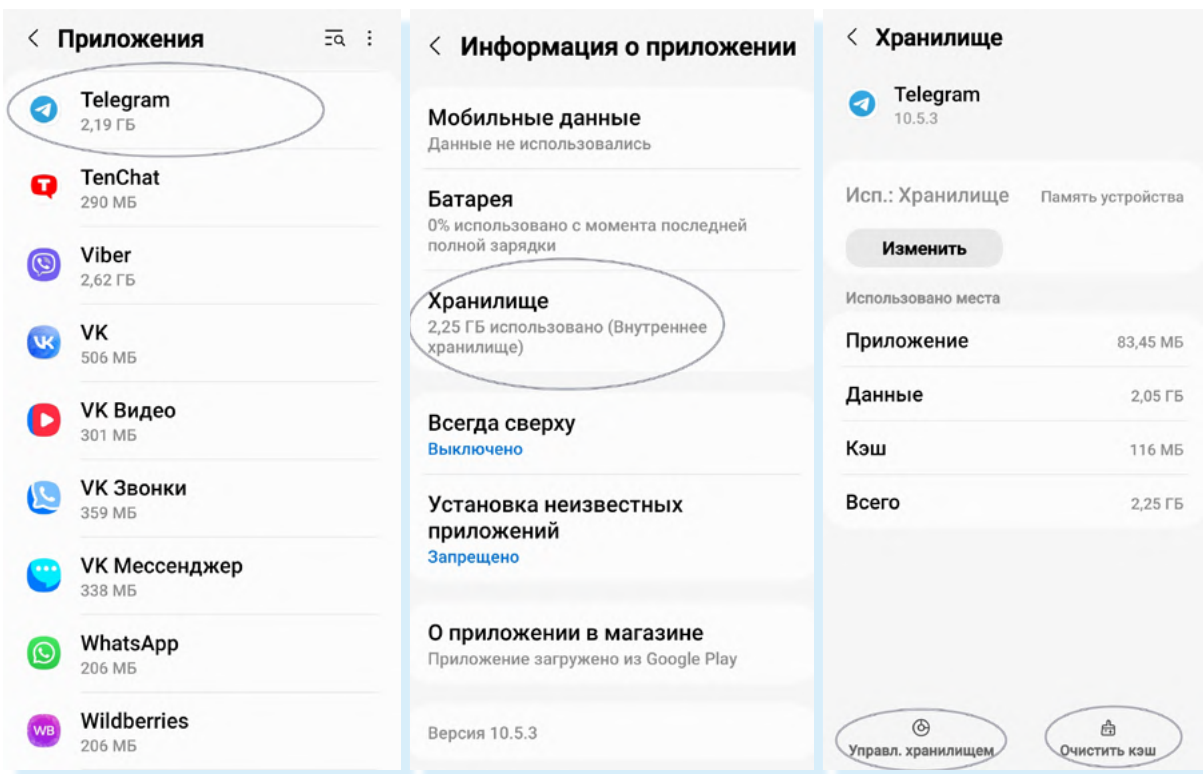 Приложения
Telegram
2,19 ГБ
TenChat
290 МБ
Viber
2,62 ГБ
VK
506 МБ
VK Видео
301 МБ
VK Звонки
359 МБ
VK Мессенджер
338 МБ
WhatsApp
206 МБ
WB
Wildberries
206 МБ
Информация о приложении
Мобильные данные
Данные не использовались
Батарея
0% использовано с момента последней
полной зарядки
Хранилище
2,25 ГБ использовано (Внутреннее
хранилище)
Всегда сверху
Выключено
Установка неизвестных
приложений
Запрещено
О приложении в магазине
Приложение загружено из Google Play
Версия 10.5.3
Хранилище
Telegram
10.5.3
Исп.: Хранилище Память устройства
Изменить
Использовано места
Приложение 83,45 МБ
Данные 2,05 ГБ
Кэш 116 МБ
Всего 2,25 ГБ
Управл. хранилищем Очистить кэш